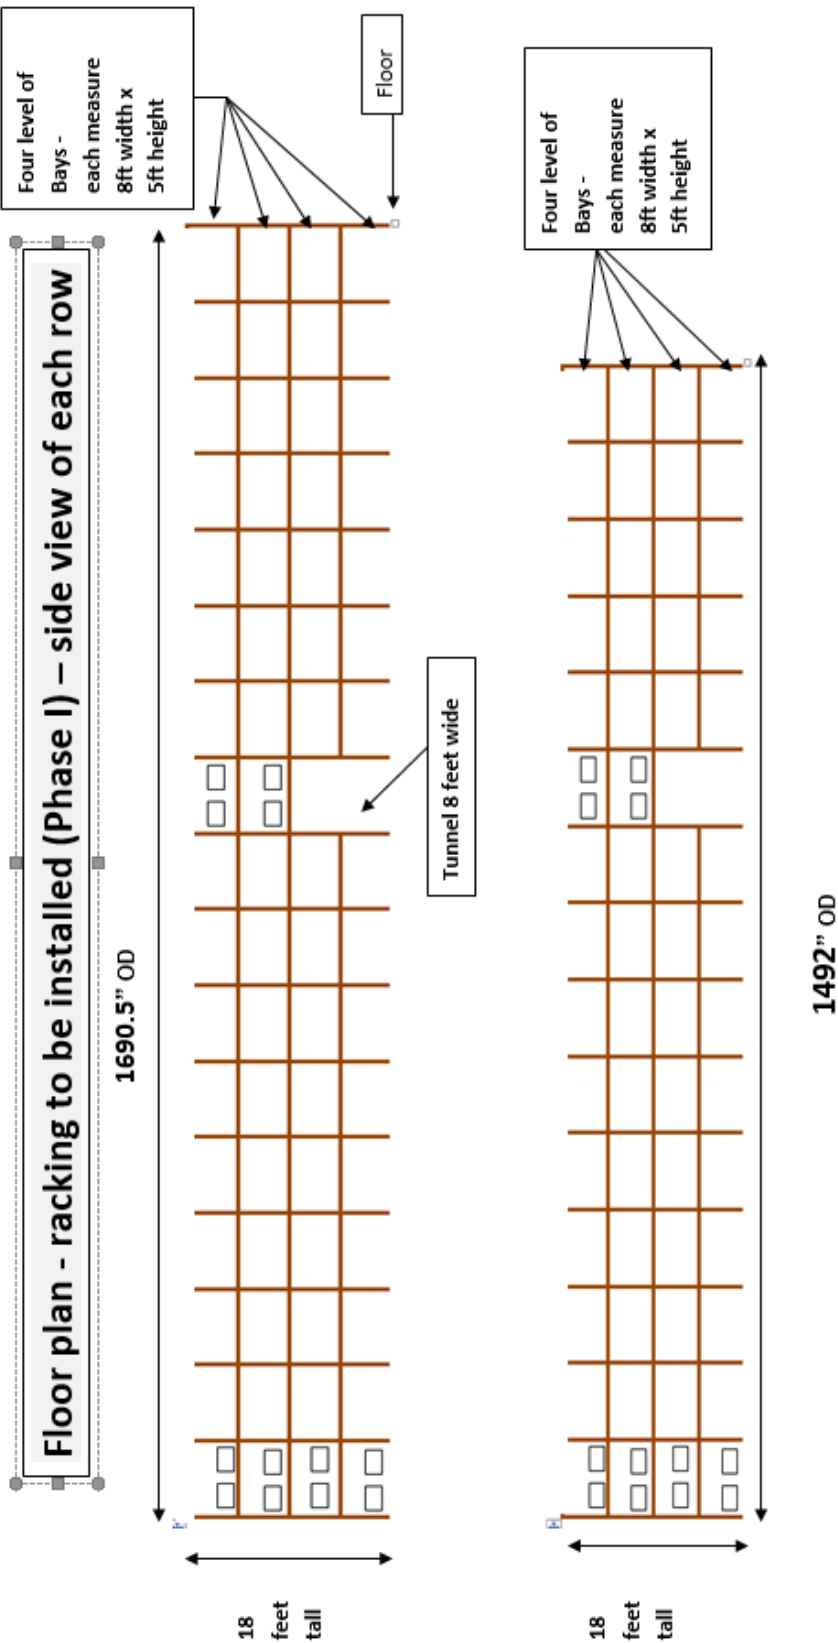 Floor plan - racking to be installed (Phase I) – side view of each row
Four level of
Bays -
each measure
8ft width x
5ft height
Floor
1690.5” OD
Tunnel 8 feet wide
18
feet
tall
Four level of
Bays -
each measure
8ft width x
5ft height
1492” OD
18
feet
tall